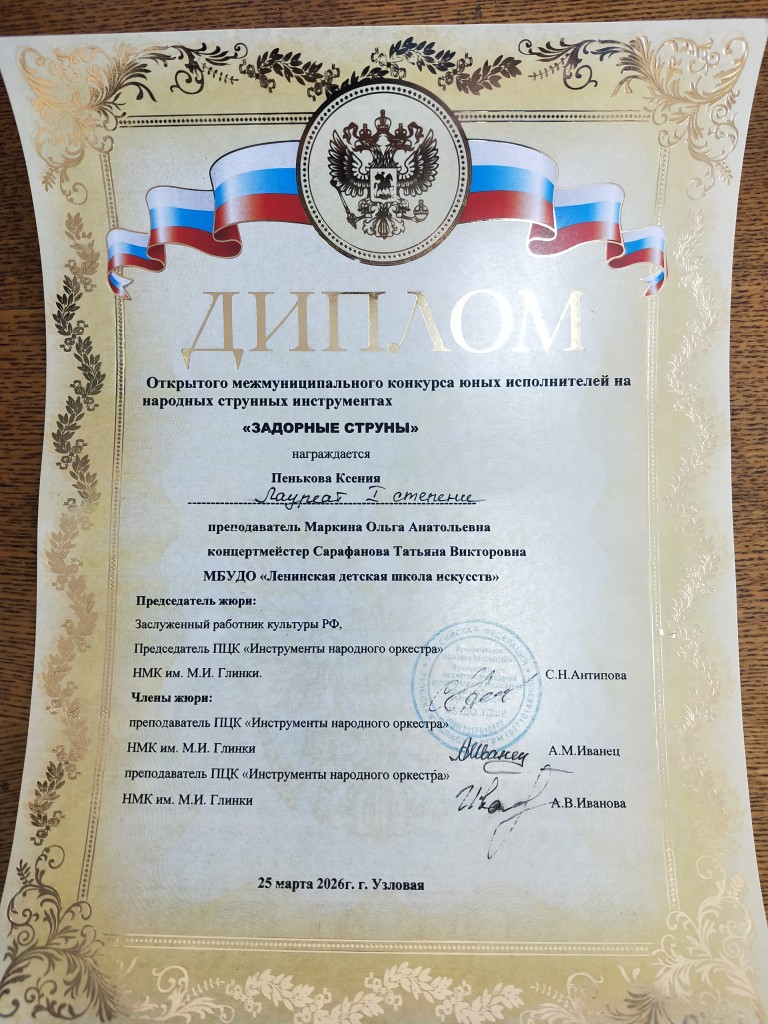 ДИПЛОМ
Открытого межмуниципального конкурса юных исполнителей на
народных струнных инструментах
«ЗАДОРНЫЕ СТРУНЫ»
награждается
Пенькова Ксения
Лауреат I степени
преподаватель Маркина Ольга Анатольевна
концертмейстер Сарафанова Татьяна Викторовна
МБУДО «Ленинская детская школа искусств»
Председатель жюри:
Заслуженный работник культуры РФ,
Председатель ПЦК «Инструменты народного оркестра»
НМК им. М.И. Глинки. С.Н.Антипова
Члены жюри:
преподаватель ПЦК «Инструменты народного оркестра»
НМК им. М.И. Глинки А.М.Иванец
преподаватель ПЦК «Инструменты народного оркестра»
НМК им. М.И. Глинки А.В.Иванова
25 марта 2026г. г. Узловая